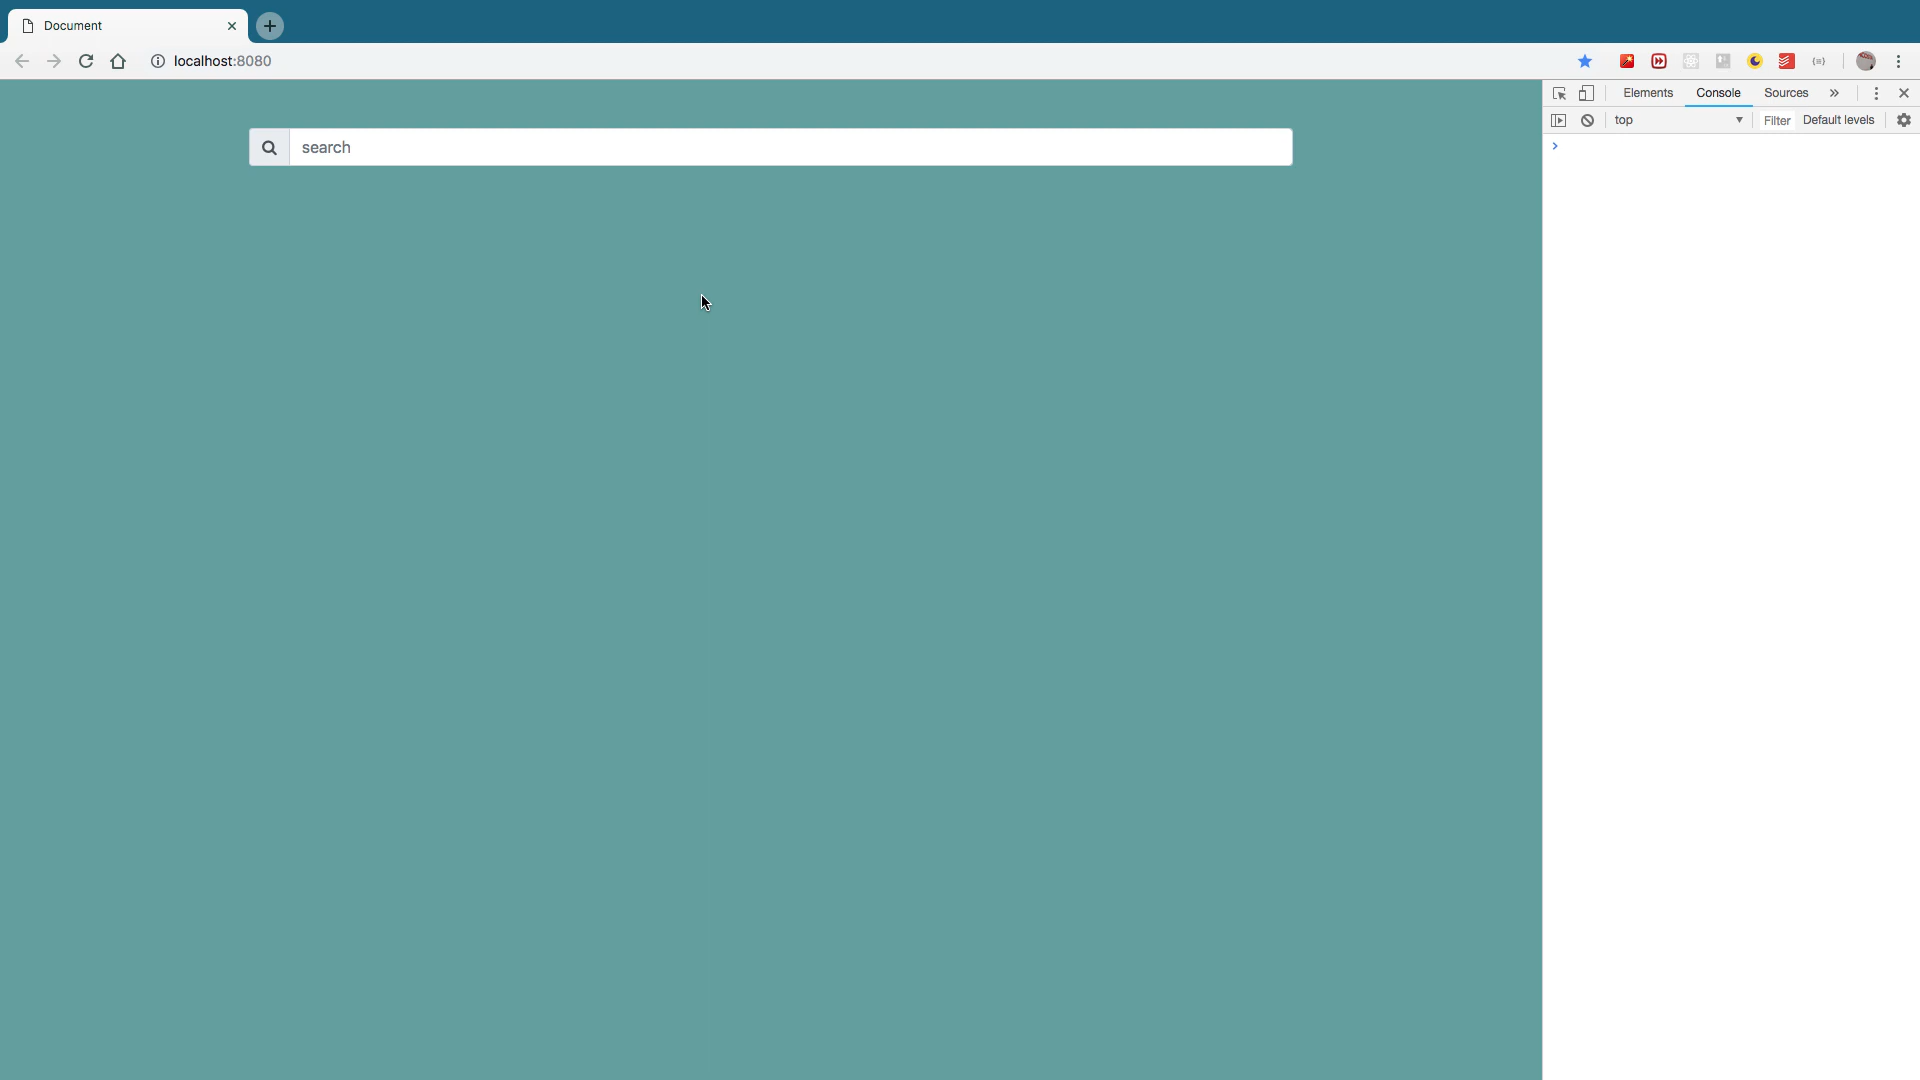 Document
localhost:8080
search
Elements Console Sources
top Filter Default levels